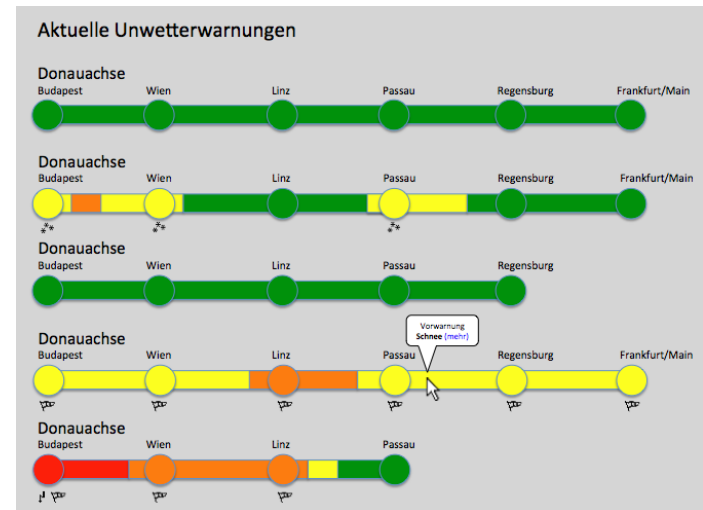 Aktuelle Unwetterwarnungen
Donauachse
Budapest Wien Linz Passau Regensburg Frankfurt/Main
Donauachse
Budapest Wien Linz Passau Regensburg Frankfurt/Main
Donauachse
Budapest Wien Linz Passau Regensburg
Vorwarnung
Schnee (mehr)
Donauachse
Budapest Wien Linz Passau Regensburg Frankfurt/Main
Donauachse
Budapest Wien Linz Passau